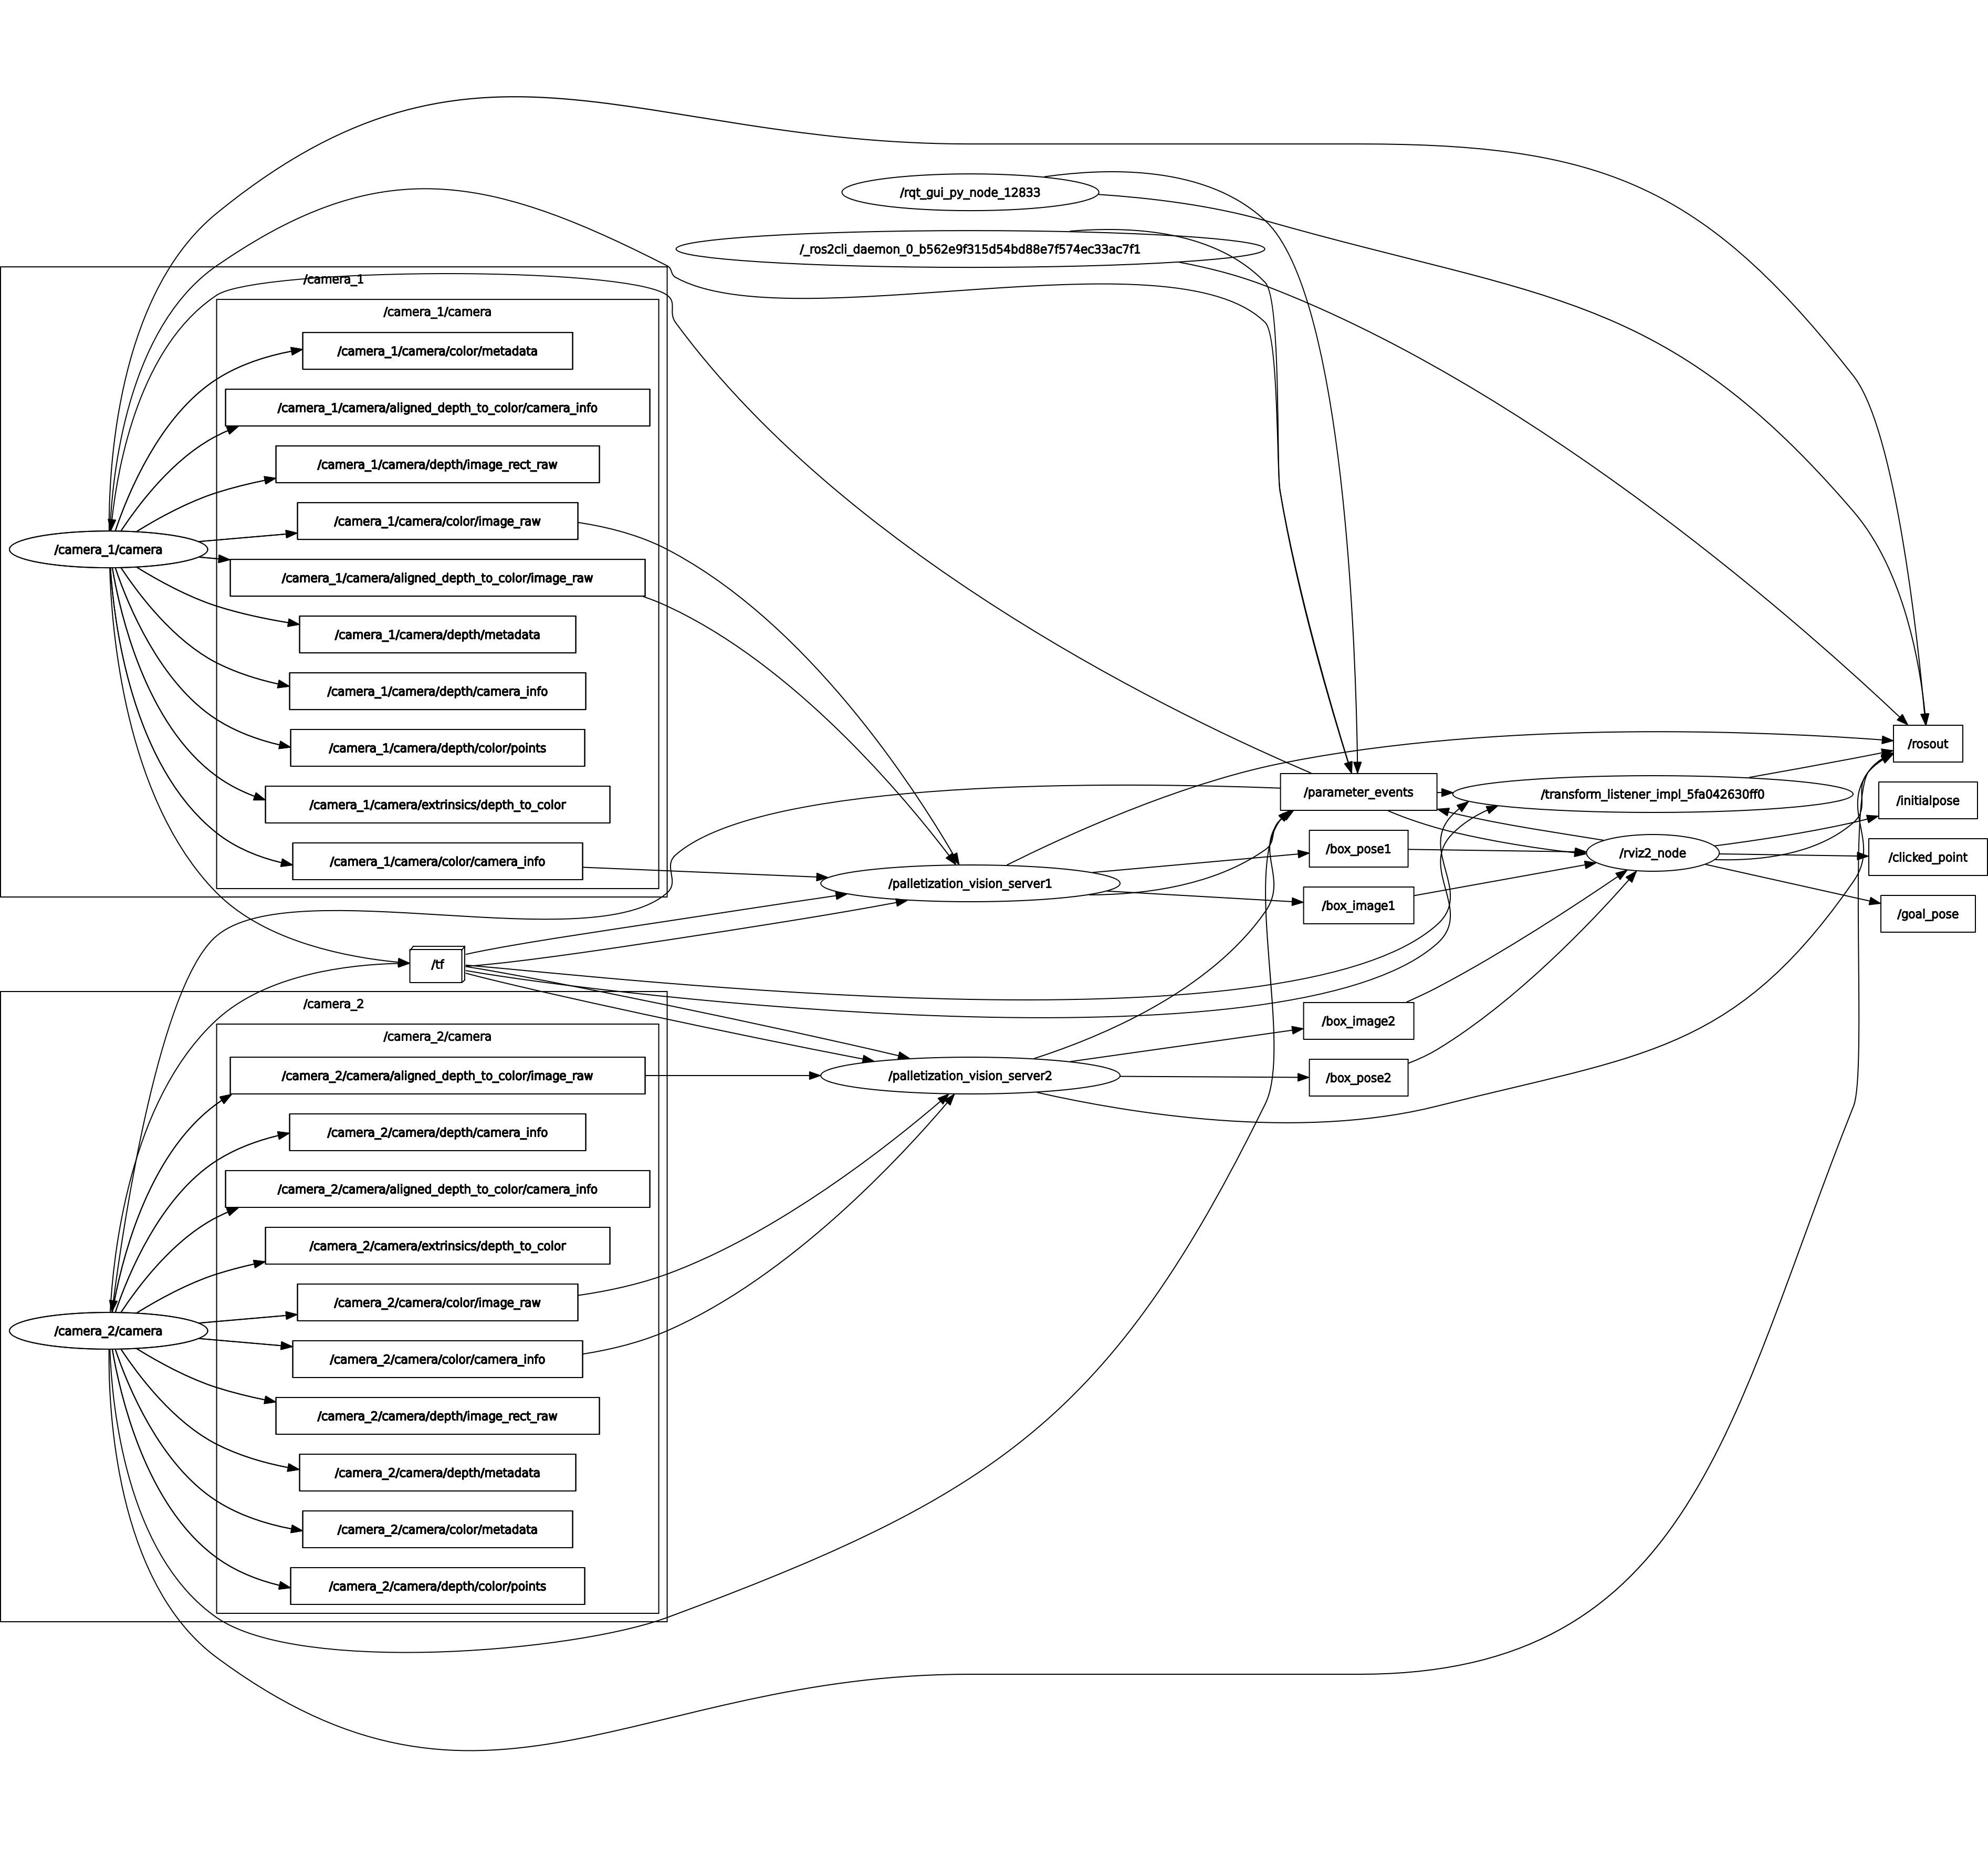 /rqt_gui_py_node_12833
/_ros2cli_daemon_0_b562e9f315d54bd88e7f574ec33ac7f1
/camera_1
/camera_1/camera
/camera_1/camera/color/metadata
/camera_1/camera/aligned_depth_to_color/camera_info
/camera_1/camera/depth/image_rect_raw
/camera_1/camera/color/image_raw
/camera_1/camera
/camera_1/camera/aligned_depth_to_color/image_raw
/camera_1/camera/depth/metadata
/camera_1/camera/depth/camera_info
/camera_1/camera/depth/color/points
/camera_1/camera/extrinsics/depth_to_color
/camera_1/camera/color/camera_info
/rosout
/parameter_events
/transform_listener_impl_5fa042630ff0
/initialpose
/box_pose1
/rviz2_node
/clicked_point
/palletization_vision_server1
/box_image1
/goal_pose
/tf
/camera_2
/camera_2/camera
/box_image2
/camera_2/camera/aligned_depth_to_color/image_raw
/palletization_vision_server2
/box_pose2
/camera_2/camera/depth/camera_info
/camera_2/camera/aligned_depth_to_color/camera_info
/camera_2/camera/extrinsics/depth_to_color
/camera_2/camera/color/image_raw
/camera_2/camera
/camera_2/camera/color/camera_info
/camera_2/camera/depth/image_rect_raw
/camera_2/camera/depth/metadata
/camera_2/camera/color/metadata
/camera_2/camera/depth/color/points